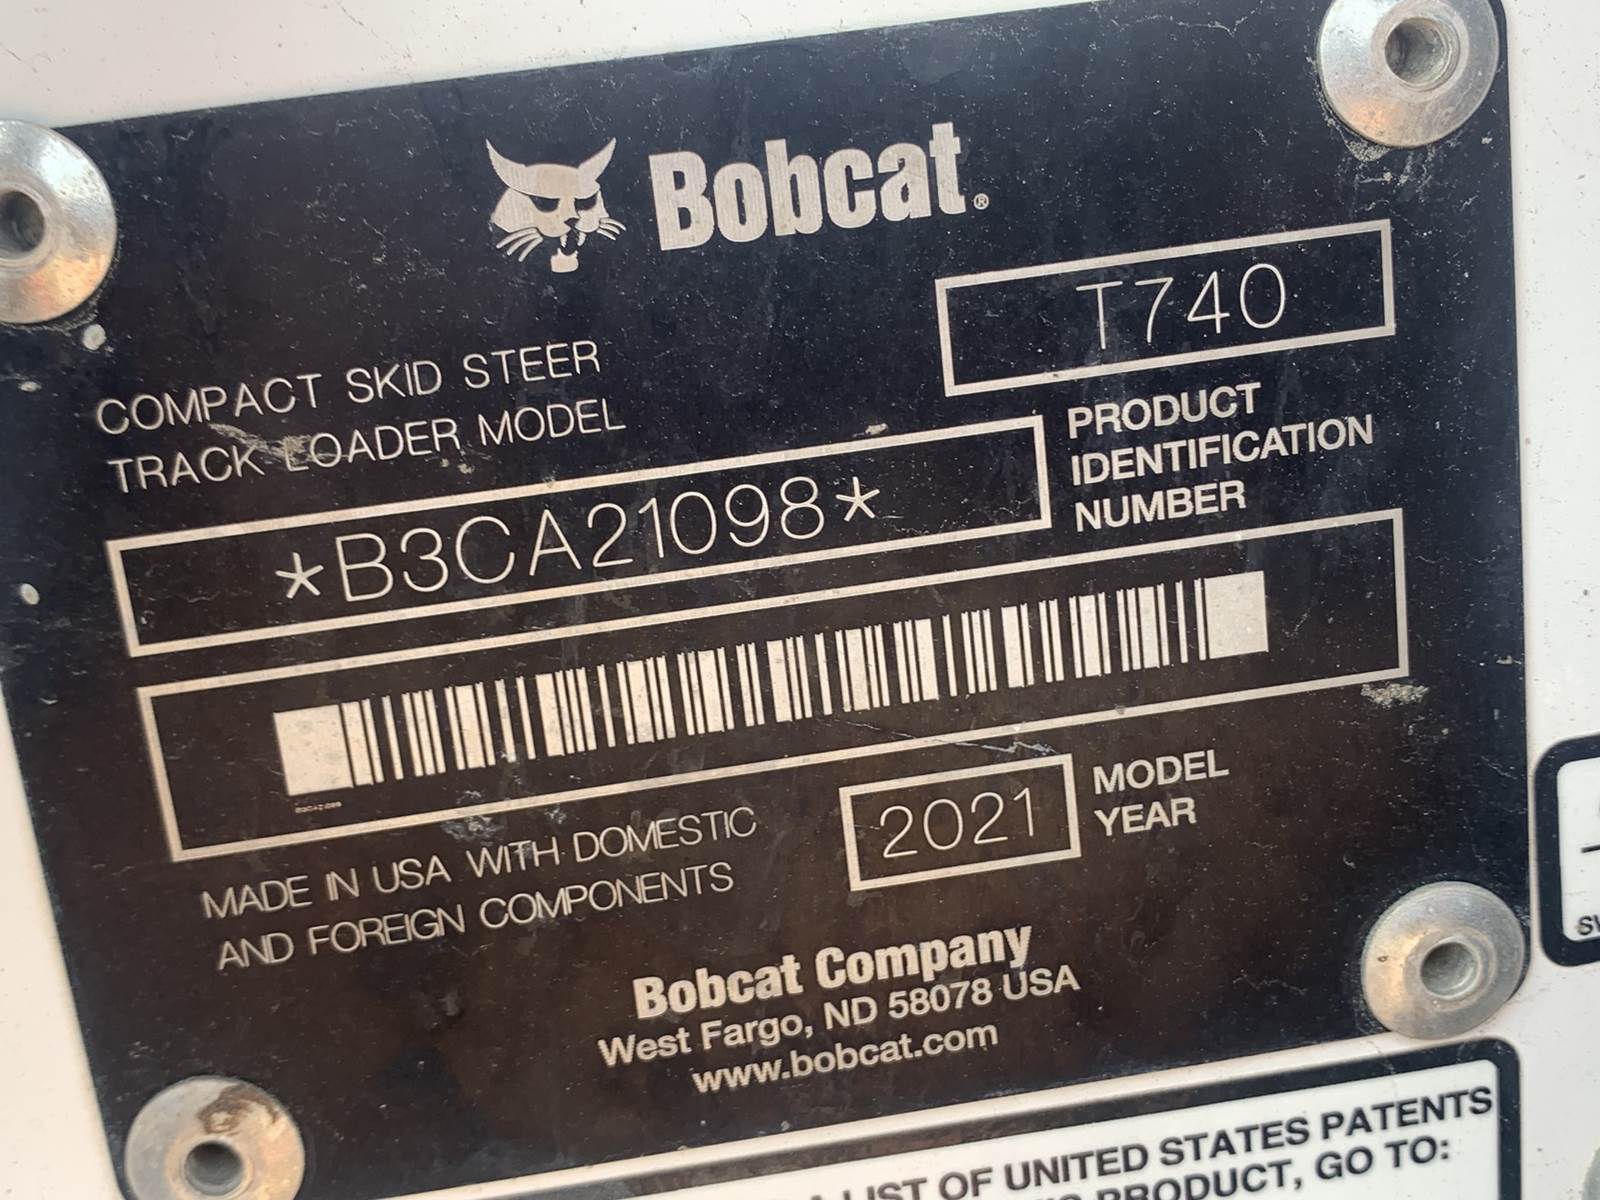 Bobcat®
T740
COMPACT SKID STEER
TRACK LOADER MODEL
PRODUCT
IDENTIFICATION
NUMBER
*B3CA21098*
2021
MODEL
YEAR
MADE IN USA WITH DOMESTIC
AND FOREIGN COMPONENTS
Bobcat Company
West Fargo, ND 58078 USA
www.bobcat.com
LIST OF UNITED STATES PATENTS
PRODUCT, GO TO: